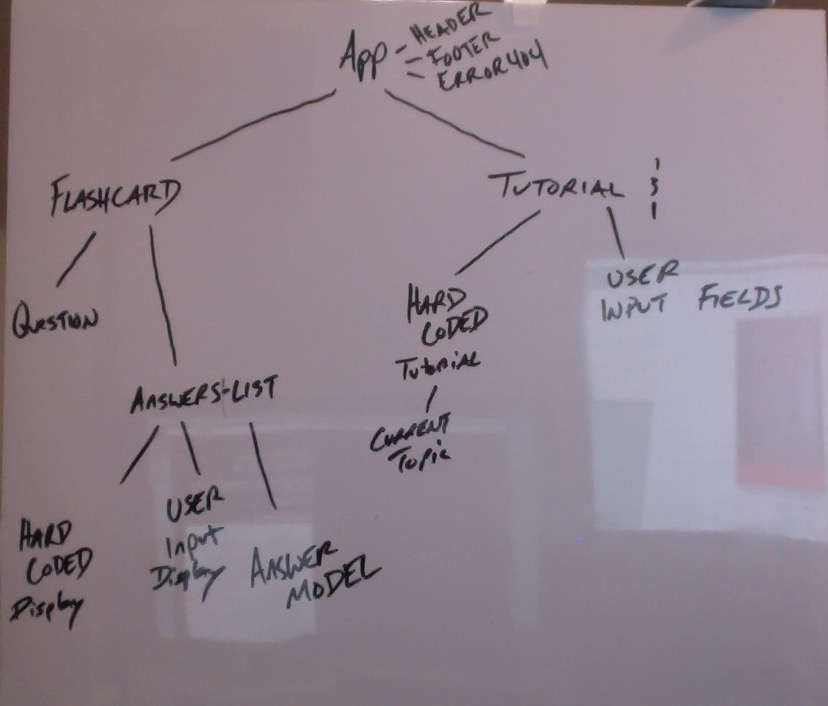 App - HEADER
- FOOTER
- ERROR404
FLASHCARD
TUTORIAL
QUESTION
ANSWERS-LIST
HARD
CODED
Display
USER
Input
Display
ANSWER
MODEL
HARD
CODED
Tutorial
CURRENT
Topic
USER
INPUT FIELDS